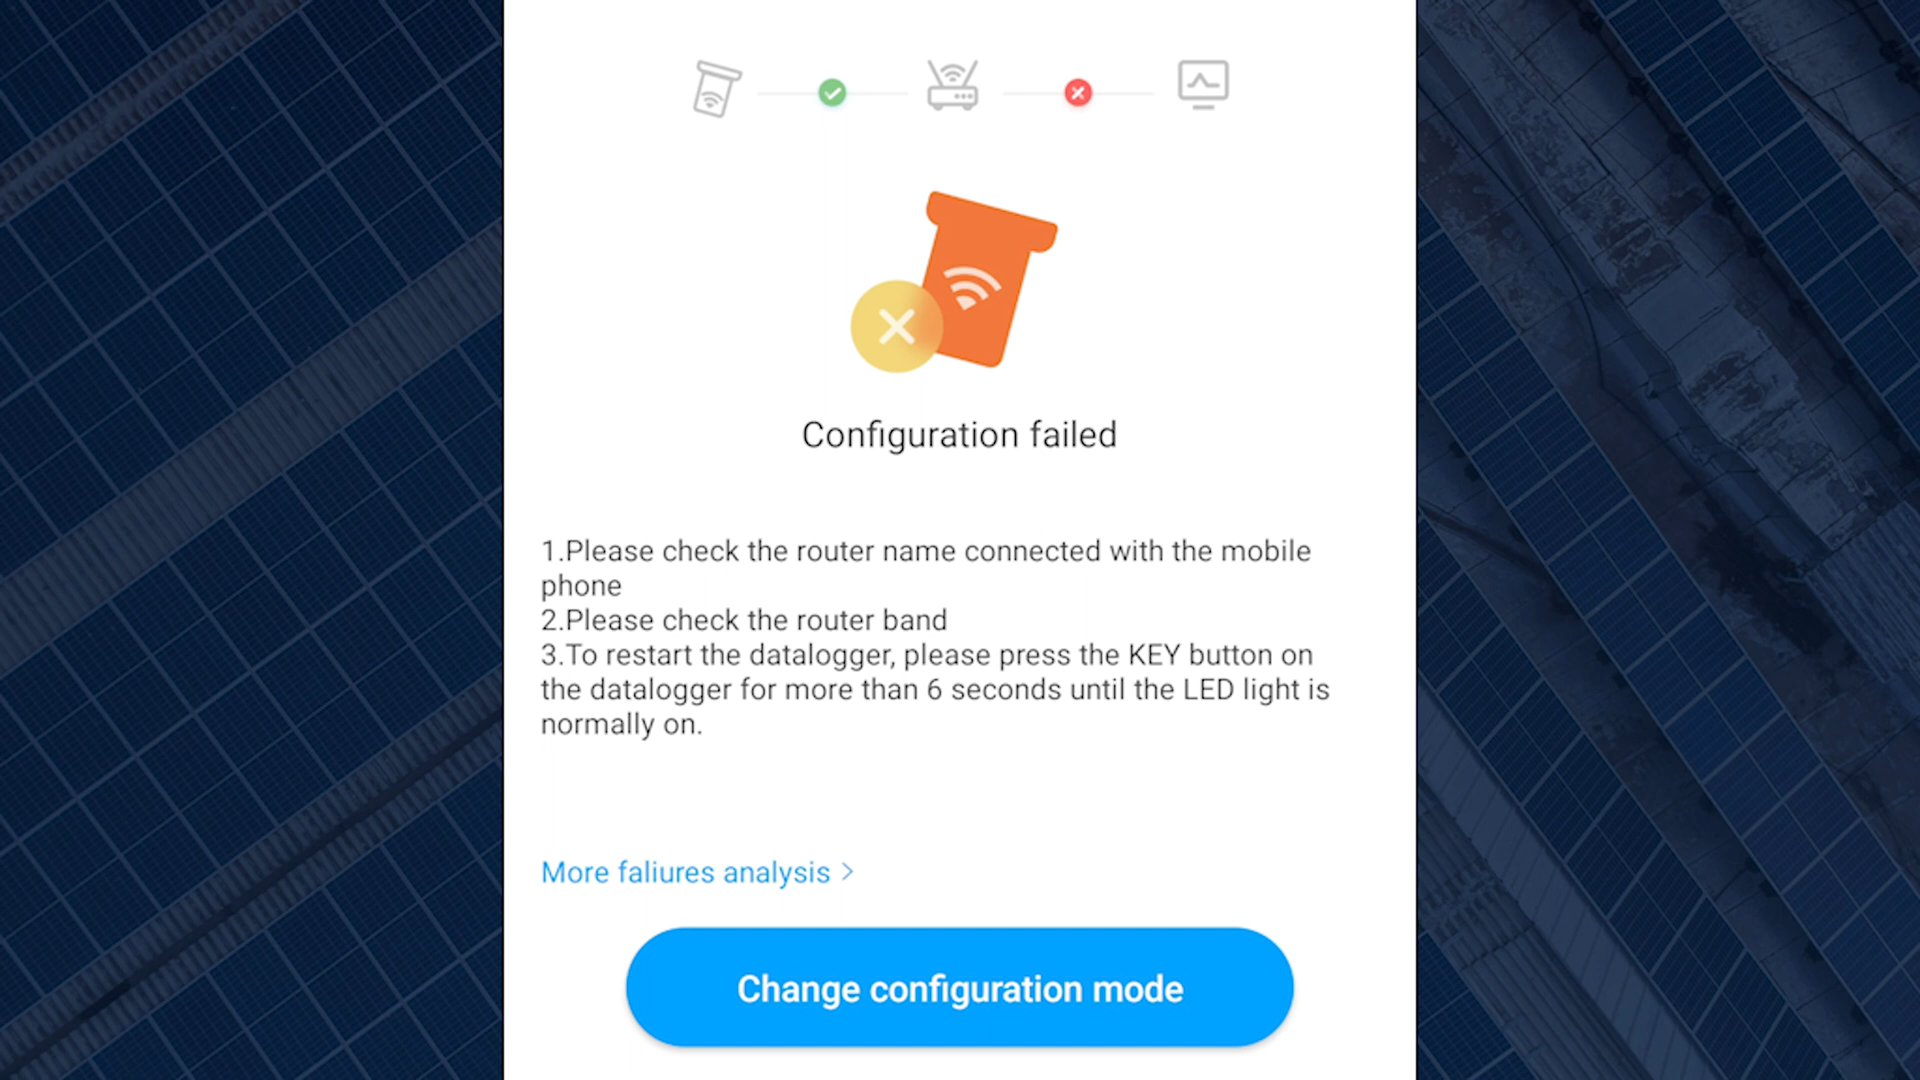 Configuration failed
1.Please check the router name connected with the mobile
phone
2.Please check the router band
3.To restart the datalogger, please press the KEY button on
the datalogger for more than 6 seconds until the LED light is
normally on.
More faliures analysis >
Change configuration mode